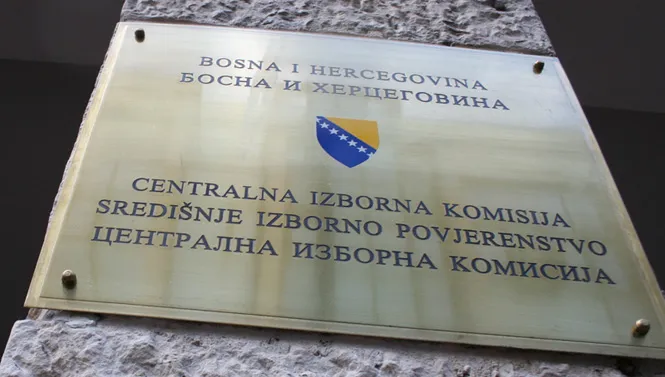 BOSNA I HERCEGOVINA
БОСНА И ХЕРЦЕГОВИНА
CENTRALNA IZBORNA KOMISIJA
SREDIŠNJE IZBORNO POVJERENSTVO
ЦЕНТРАЛНА ИЗБОРНА КОМИСИЈА